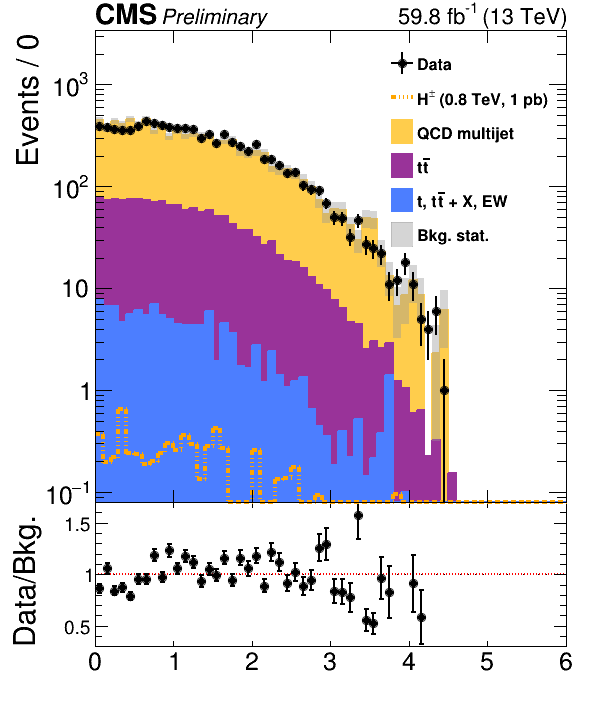 CMS Preliminary 59.8 fb⁻¹ (13 TeV)
Events / 0
10³
10²
10
1
10⁻¹
Data
H± (0.8 TeV, 1 pb)
QCD multijet
tt̄
t, tt̄ + X, EW
Bkg. stat.
Data/Bkg.
1.5
1
0.5
0 1 2 3 4 5 6